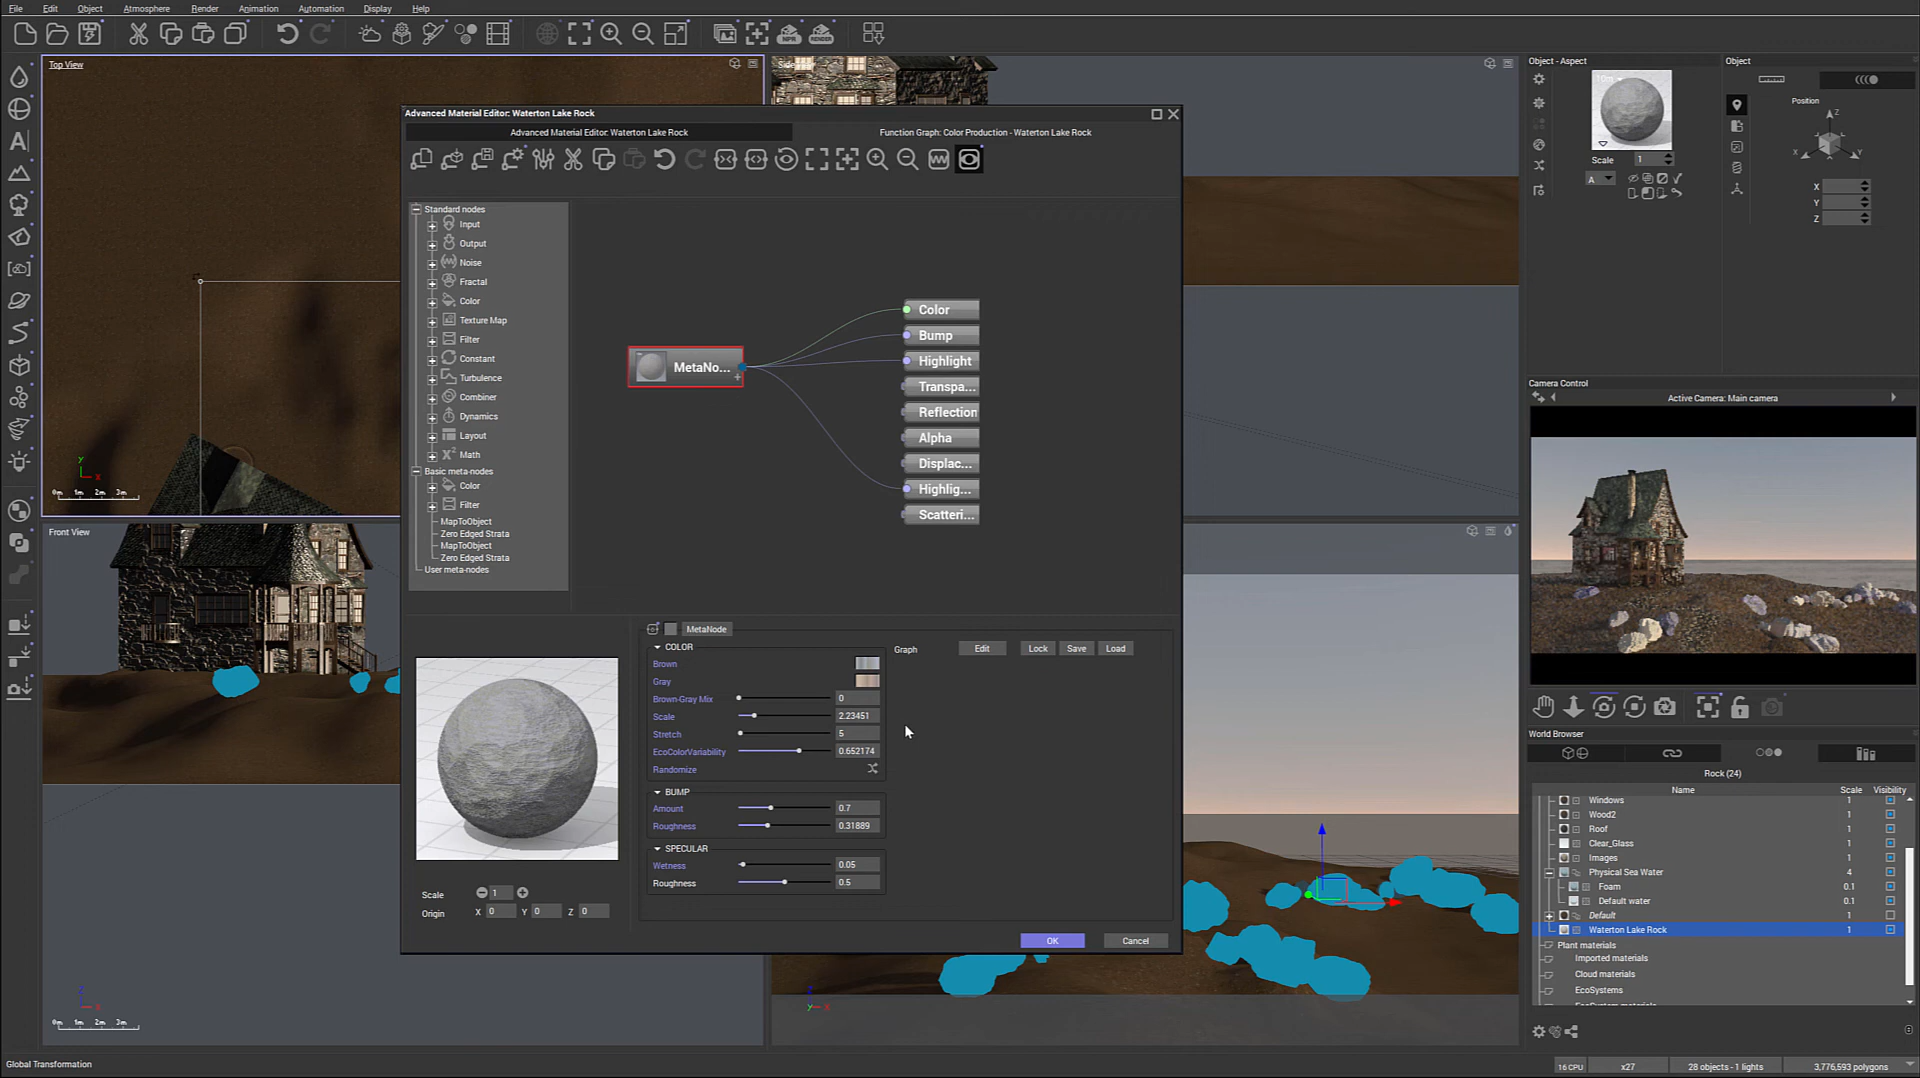 File Edit Object Atmosphere Render Animation Automation Display Help
Top View
Object - Aspect
Object
Scale 1
A
Position
X
Y
Z
Advanced Material Editor: Waterton Lake Rock
Advanced Material Editor: Waterton Lake Rock
Function Graph: Color Production - Waterton Lake Rock
Standard nodes
Input
Output
Noise
Fractal
Color
Texture Map
Filter
Constant
Turbulence
Combiner
Dynamics
Layout
Math
Basic meta-nodes
Color
Filter
MapToObject
Zero Edged Strata
MapToObject
Zero Edged Strata
User meta-nodes
MetaNo...
Color
Bump
Highlight
Transpa...
Reflection
Alpha
Displac...
Highlig...
Scatteri...
MetaNode
COLOR
Brown
Gray
Brown-Gray Mix 0
Scale 2.23451
Stretch 5
EcoColorVariability 0.652174
Randomize
BUMP
Amount 0.7
Roughness 0.31889
SPECULAR
Wetness 0.05
Roughness 0.5
Graph Edit Lock Save Load
Scale 1
Origin X 0 Y 0 Z 0
OK Cancel
0m 1m 2m 3m
Front View
0m 1m 2m 3m
Camera Control
Active Camera: Main camera
World Browser
Rock (24)
Name Scale Visibility
Windows 1
Wood2 1
Roof 1
Clear_Glass 1
Images 1
Physical Sea Water 4
Foam 0.1
Default water 0.1
Default 1
Waterton Lake Rock 1
Plant materials
Imported materials
Cloud materials
EcoSystems
Global Transformation
16 CPU x27 28 objects - 1 lights 3,776,593 polygons